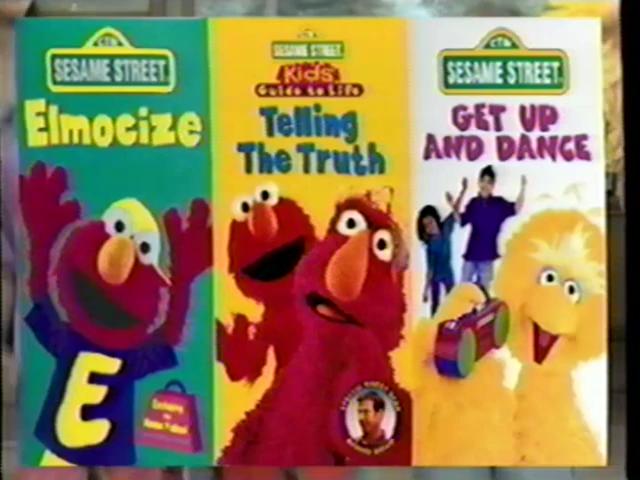 CTW
SESAME STREET
Elmocize
E
SESAME STREET
Kids'
Guide to Life
Telling
The Truth
CTW
SESAME STREET
GET UP
AND DANCE